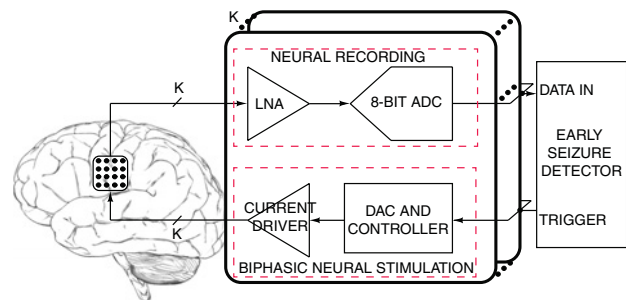 K
NEURAL RECORDING
K
LNA
8-BIT ADC
DATA IN
EARLY
SEIZURE
DETECTOR
CURRENT
DRIVER
DAC AND
CONTROLLER
TRIGGER
K
BIPHASIC NEURAL STIMULATION